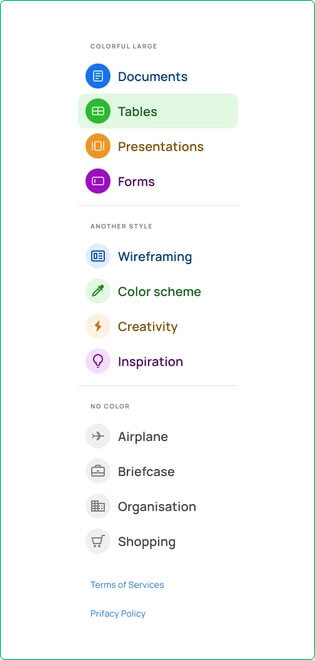 COLORFUL LARGE
Documents
Tables
Presentations
Forms
ANOTHER STYLE
Wireframing
Color scheme
Creativity
Inspiration
NO COLOR
Airplane
Briefcase
Organisation
Shopping
Terms of Services
Prifacy Policy